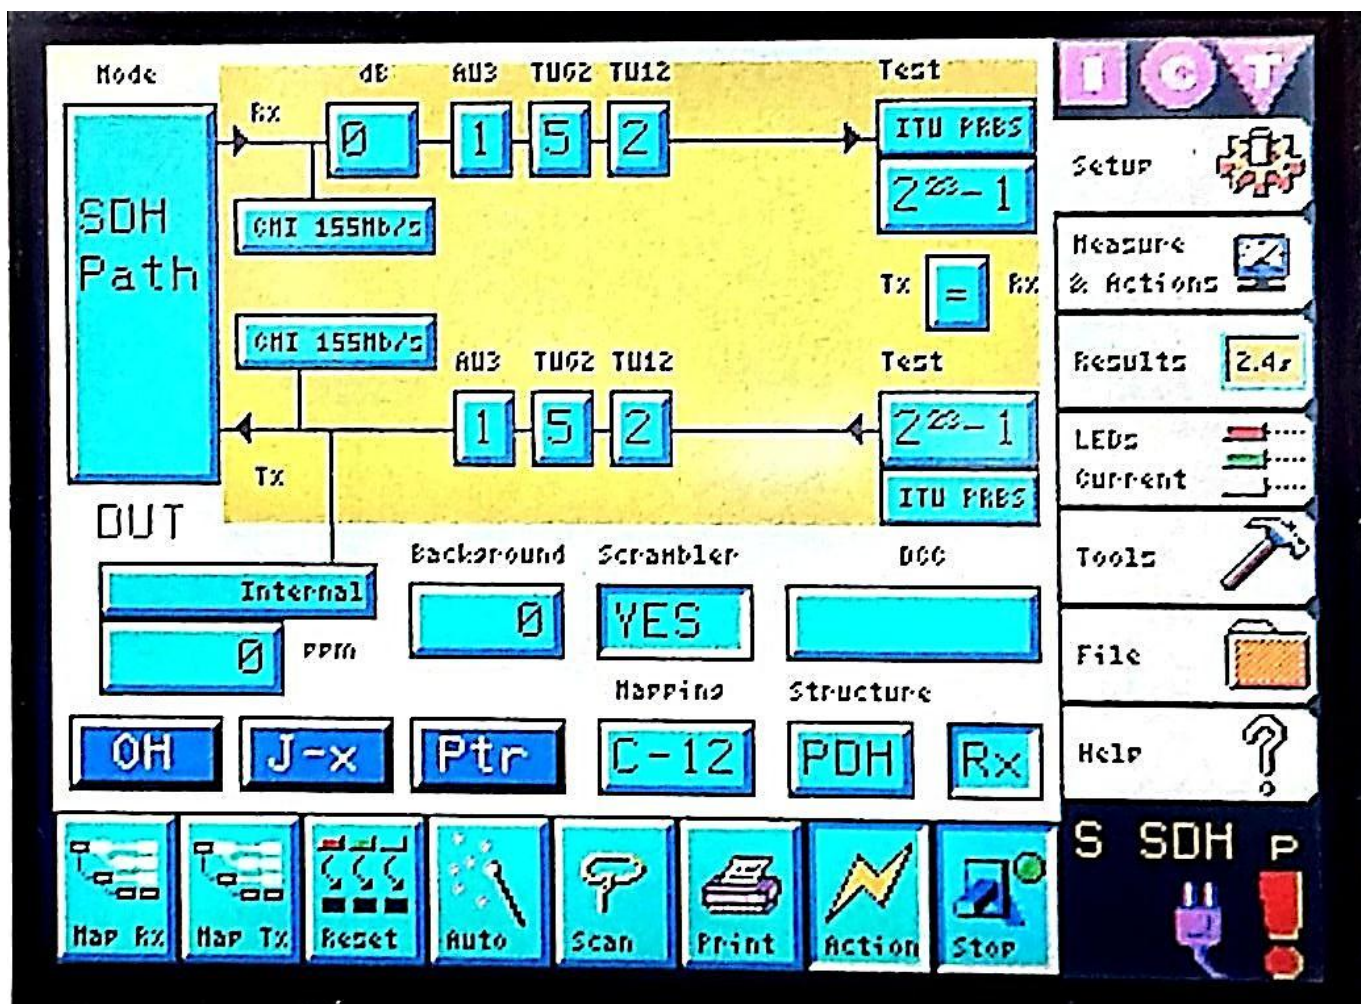 Mode
dB AU3 TUG2 TU12 Test
Rx
0 1 5 2 ITU PRBS
2²³-1
SDH
Path
CMI 155Mb/s
Tx = Rx
CMI 155Mb/s
AU3 TUG2 TU12 Test
1 5 2 2²³-1
Tx
ITU PRBS
OUT
Background Scrambler DCC
Internal
0 YES
0 ppm
Mapping Structure
OH J-x Ptr C-12 PDH Rx
Map Rx Map Tx Reset Auto Scan Print Action Stop
I C T
Setup
Measure
& Actions
Results 2.4s
LEDs
Current
Tools
File
Help ?
S SDH P
!